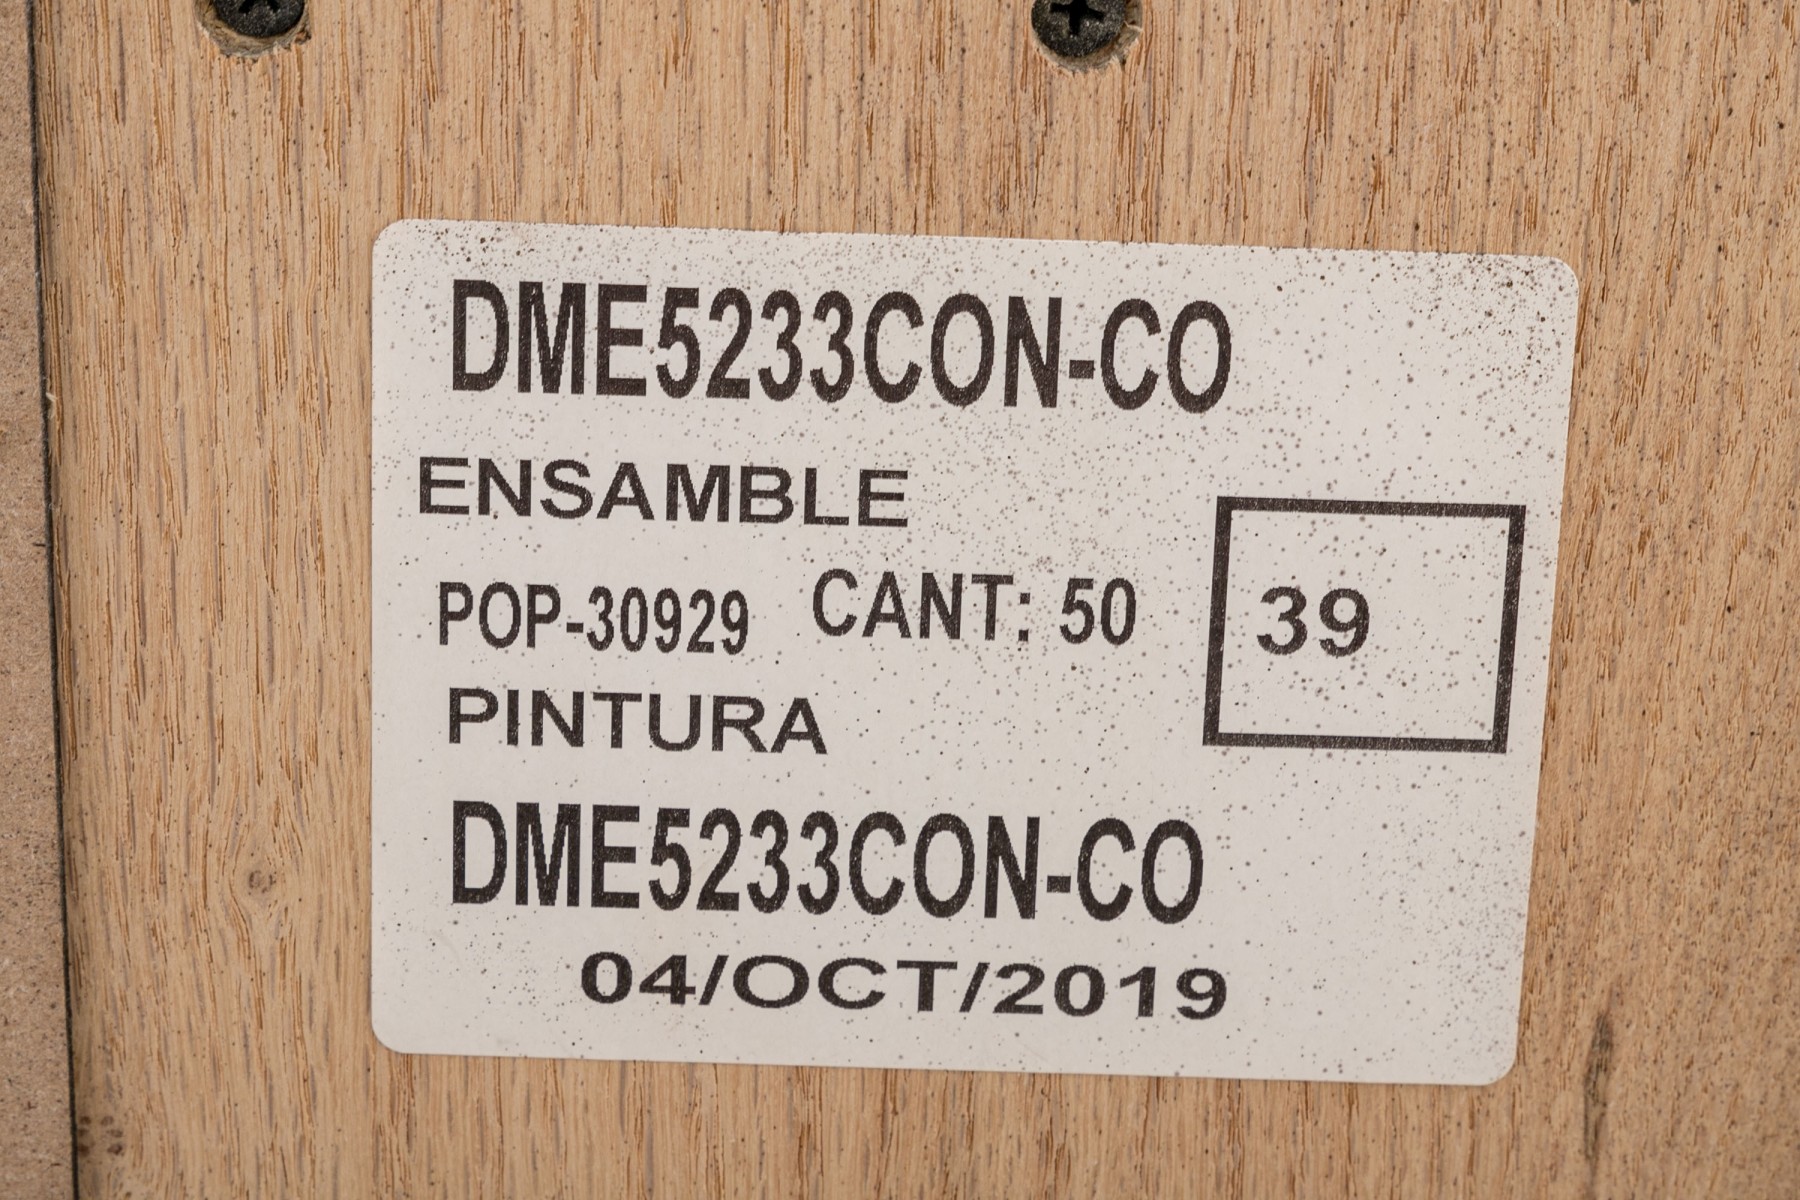 DME5233CON-CO
ENSAMBLE
POP-30929 CANT: 50
39
PINTURA
DME5233CON-CO
04/OCT/2019